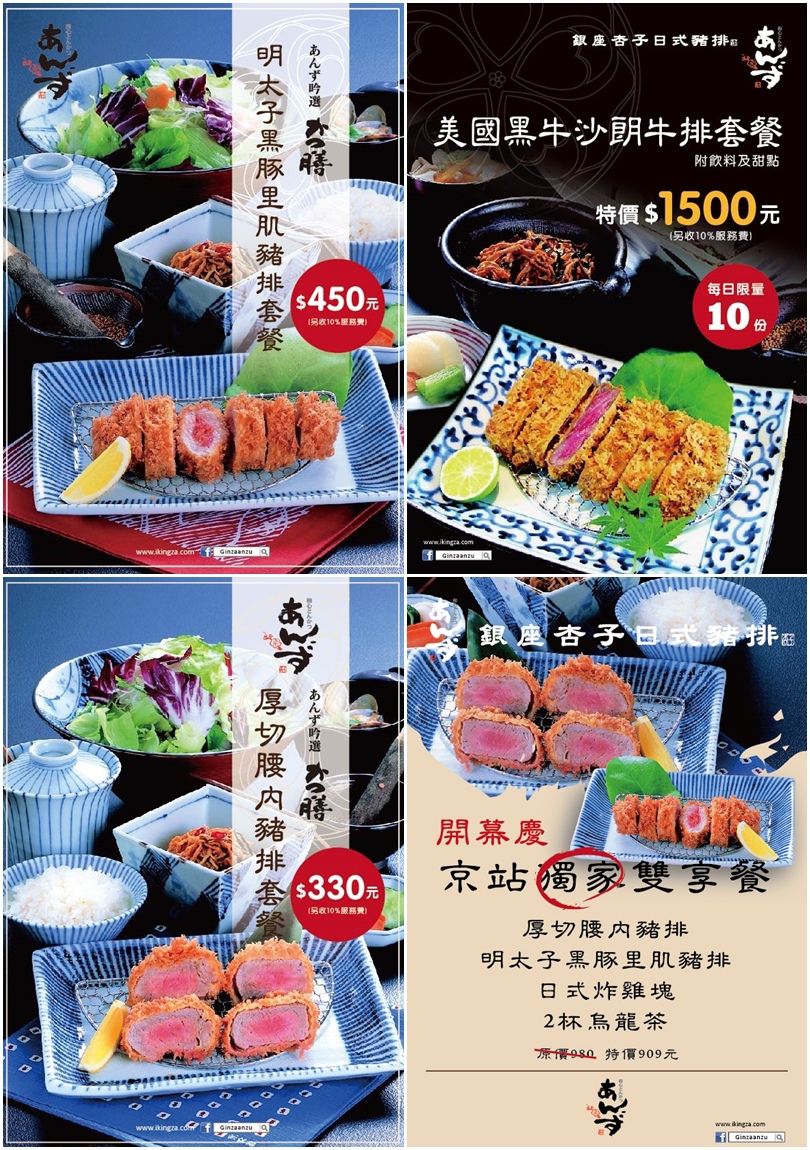 あんず
あんず吟選
かつ膳
明太子黒豚里肌豬排套餐
$450元
(另收10%服務費)
www.ikingza.com
Ginzaanzu
銀座杏子日式豬排
あんず
美國黑牛沙朗牛排套餐
附飲料及甜點
特價$1500元
(另收10%服務費)
每日限量
10份
www.ikingza.com
Ginzaanzu
あんず
あんず吟選
かつ膳
厚切腰內豬排套餐
$330元
(另收10%服務費)
www.ikingza.com
Ginzaanzu
あんず
銀座杏子日式豬排
開幕慶
京站獨家雙享餐
厚切腰內豬排
明太子黑豚里肌豬排
日式炸雞塊
2杯烏龍茶
原價980 特價909元
あんず
www.ikingza.com
Ginzaanzu